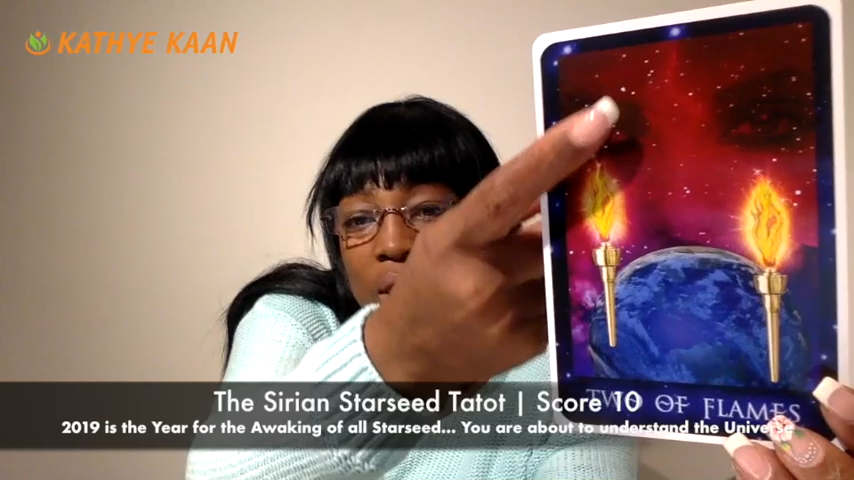 KATHYE KAAN
TWO OF FLAMES
The Sirian Starseed Tatot | Score 10
2019 is the Year for the Awaking of all Starseed... You are about to understand the Universe